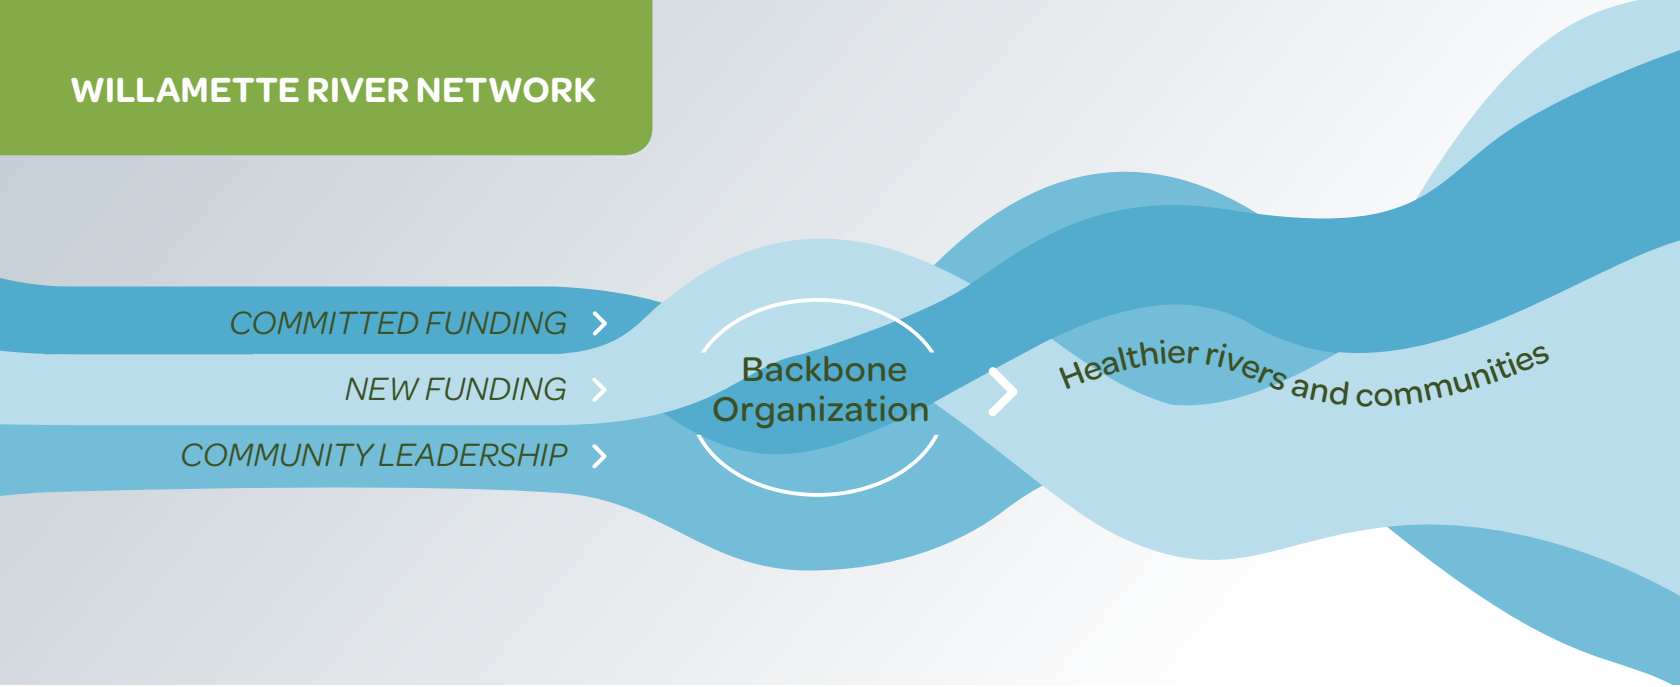 WILLAMETTE RIVER NETWORK
COMMITTED FUNDING
NEW FUNDING
COMMUNITY LEADERSHIP
Backbone
Organization
Healthier rivers and communities